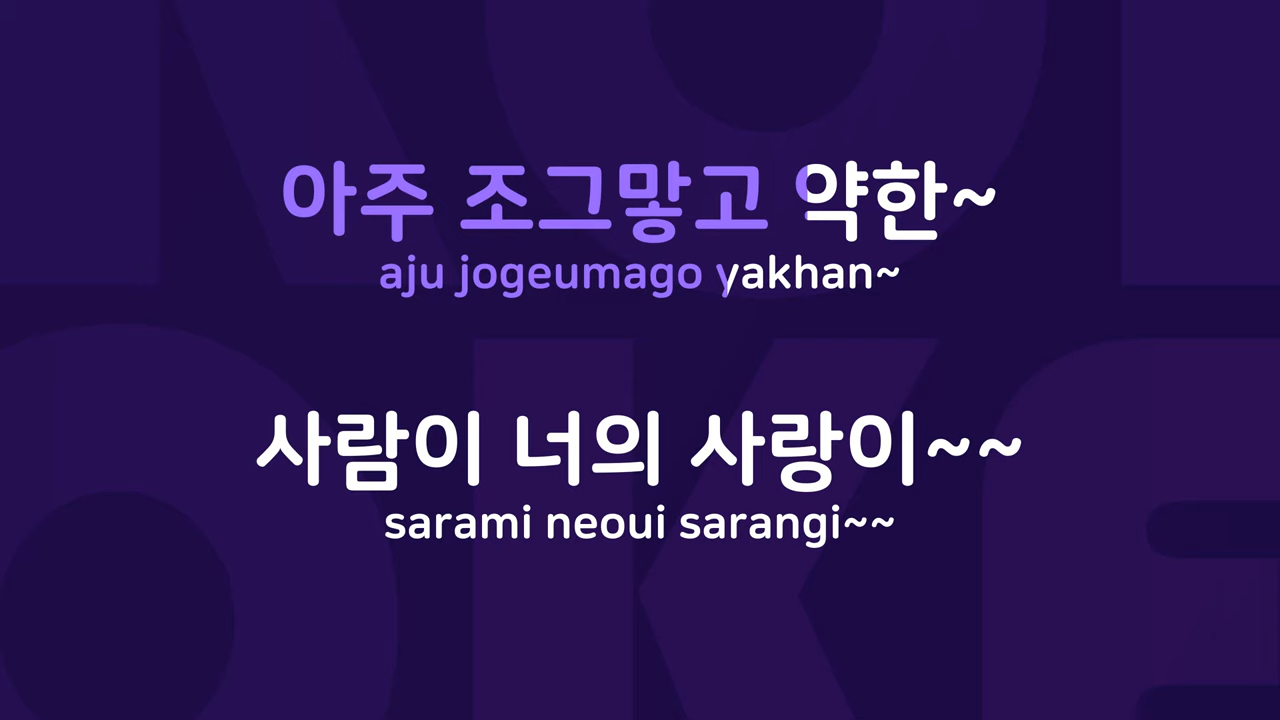 아주 조그맣고 약한~
aju jogeumago yakhan~
사람이 너의 사랑이~~
sarami neoui sarangi~~